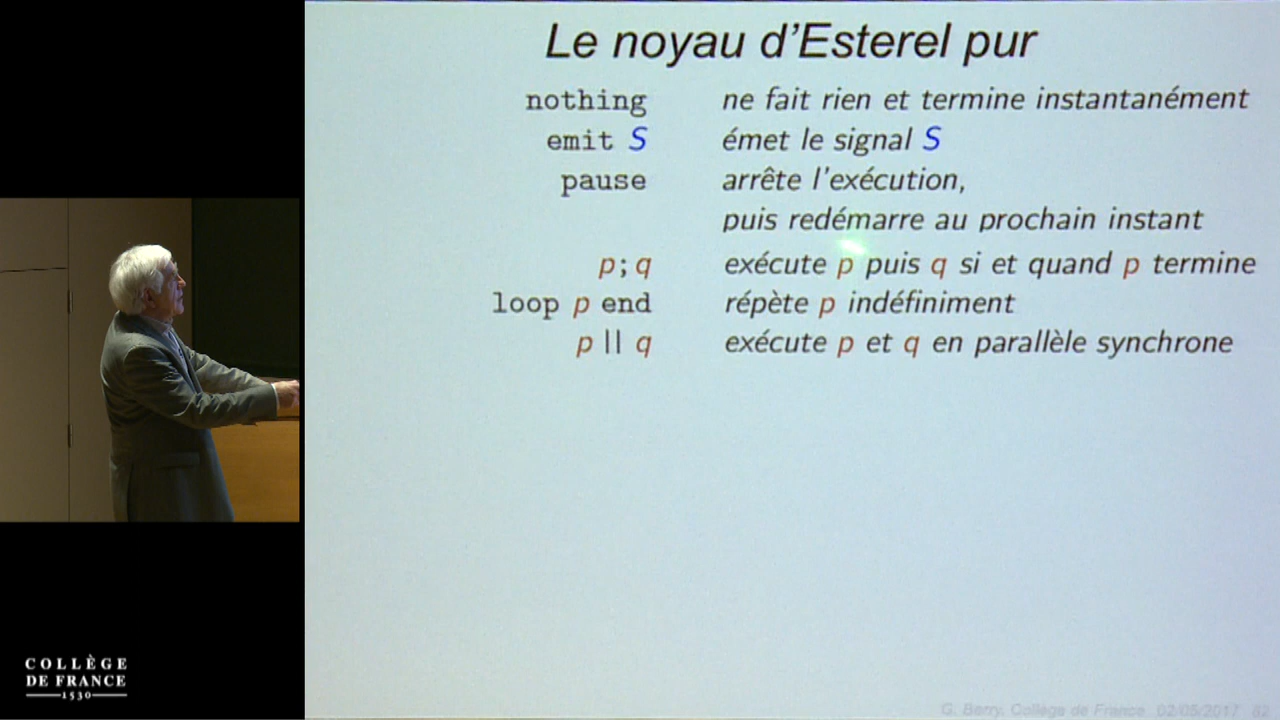 Le noyau d'Esterel pur
nothing ne fait rien et termine instantanément
emit S émet le signal S
pause arrête l'exécution,
puis redémarre au prochain instant
p; q exécute p puis q si et quand p termine
loop p end répète p indéfiniment
p || q exécute p et q en parallèle synchrone
COLLÈGE
DE FRANCE
1530
G. Berry, Collège de France 02/05/2017 62